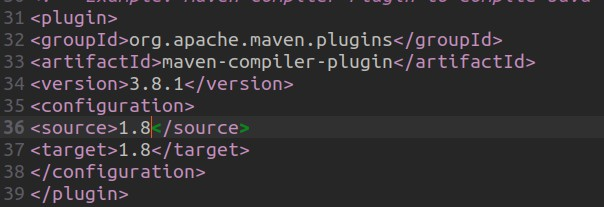 31 <plugin>
32 <groupId>org.apache.maven.plugins</groupId>
33 <artifactId>maven-compiler-plugin</artifactId>
34 <version>3.8.1</version>
35 <configuration>
36 <source>1.8</source>
37 <target>1.8</target>
38 </configuration>
39 </plugin>